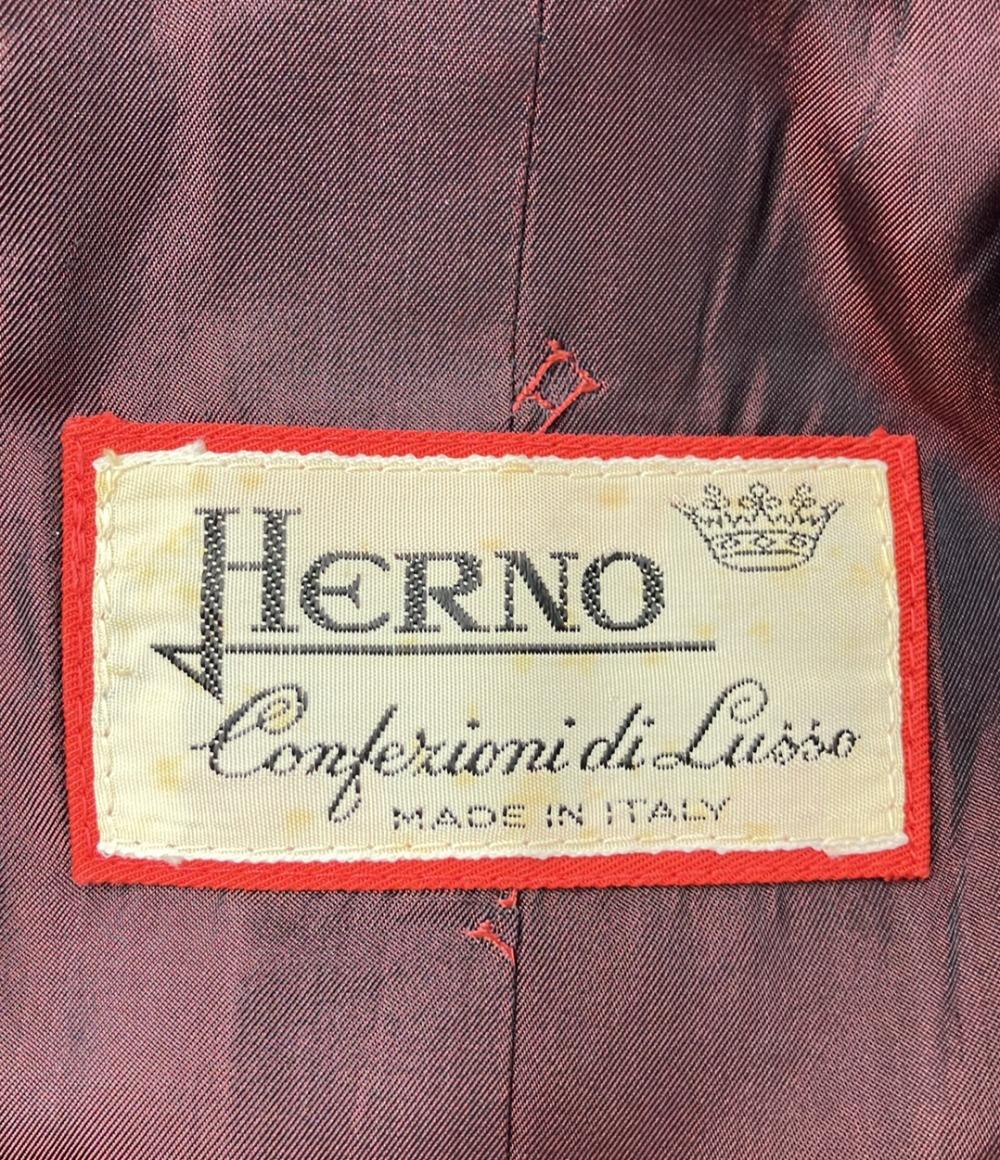 H
HERNO
Confezioni di Lusso
MADE IN ITALY